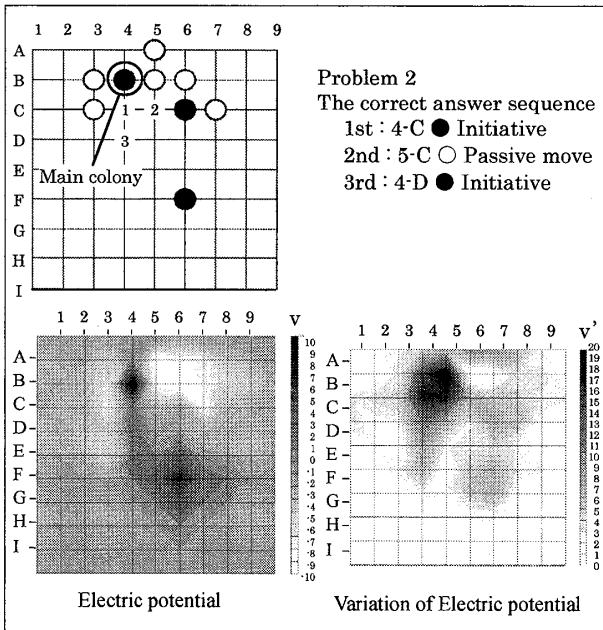 1 2 3 4 5 6 7 8 9
A
B
C
D
E
F
G
H
I
1 - 2
3
Main colony
Problem 2
The correct answer sequence
1st : 4-C ● Initiative
2nd : 5-C ○ Passive move
3rd : 4-D ● Initiative
1 2 3 4 5 6 7 8 9
A
B
C
D
E
F
G
H
I
V
10
9
8
7
6
5
4
3
2
1
0
-1
-2
-3
-4
-5
-6
-7
-8
-9
-10
Electric potential
1 2 3 4 5 6 7 8 9
A
B
C
D
E
F
G
H
I
V'
20
19
18
17
16
15
14
13
12
11
10
9
8
7
6
5
4
3
2
1
0
Variation of Electric potential